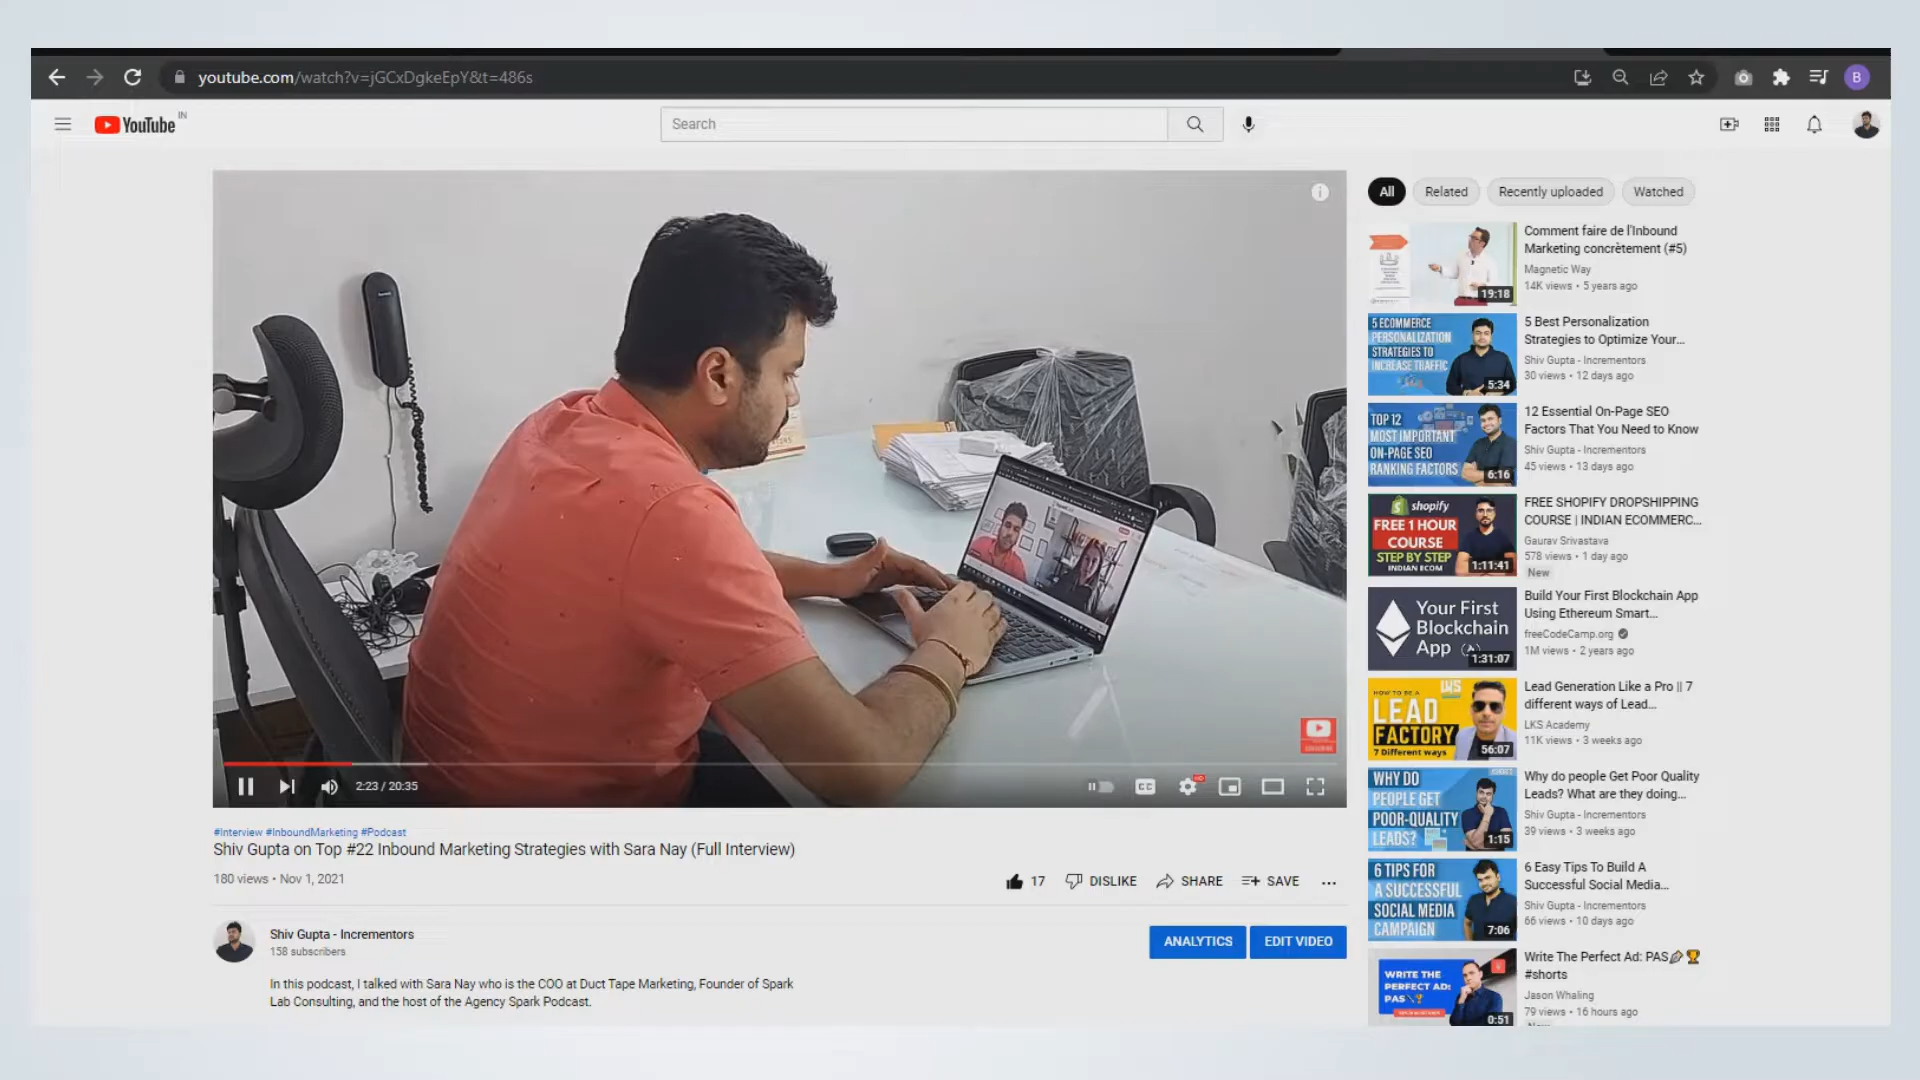 youtube.com/watch?v=jGCxDgkeEpY&t=486s
B
YouTube IN
Search
All
Related
Recently uploaded
Watched
2:23 / 20:35
CC
HD
#Interview #InboundMarketing #Podcast
Shiv Gupta on Top #22 Inbound Marketing Strategies with Sara Nay (Full Interview)
180 views • Nov 1, 2021
17
DISLIKE
SHARE
SAVE
Shiv Gupta - Incrementors
158 subscribers
ANALYTICS
EDIT VIDEO
In this podcast, I talked with Sara Nay who is the COO at Duct Tape Marketing, Founder of Spark
Lab Consulting, and the host of the Agency Spark Podcast.
19:18
Comment faire de l'Inbound
Marketing concrètement (#5)
Magnetic Way
14K views • 5 years ago
5 ECOMMERCE
PERSONALIZATION
STRATEGIES TO
INCREASE TRAFFIC
5:34
5 Best Personalization
Strategies to Optimize Your...
Shiv Gupta - Incrementors
30 views • 12 days ago
TOP 12
MOST IMPORTANT
ON-PAGE SEO
RANKING FACTORS
6:16
12 Essential On-Page SEO
Factors That You Need to Know
Shiv Gupta - Incrementors
45 views • 13 days ago
shopify
FREE 1 HOUR
COURSE
STEP BY STEP
INDIAN ECOM
1:11:41
FREE SHOPIFY DROPSHIPPING
COURSE | INDIAN ECOMMERC...
Gaurav Srivastava
578 views • 1 day ago
New
Your First
Blockchain
App
1:31:07
Build Your First Blockchain App
Using Ethereum Smart...
freeCodeCamp.org
1M views • 2 years ago
HOW TO BE A
LEAD
FACTORY
7 Different ways
56:07
Lead Generation Like a Pro || 7
different ways of Lead...
LKS Academy
11K views • 3 weeks ago
WHY DO
PEOPLE GET
POOR-QUALITY
LEADS?
1:15
Why do people Get Poor Quality
Leads? What are they doing...
Shiv Gupta - Incrementors
39 views • 3 weeks ago
6 TIPS FOR
A SUCCESSFUL
SOCIAL MEDIA
CAMPAIGN
7:06
6 Easy Tips To Build A
Successful Social Media...
Shiv Gupta - Incrementors
66 views • 10 days ago
WRITE THE
PERFECT AD:
PAS
0:51
Write The Perfect Ad: PAS🖋🏆
#shorts
Jason Whaling
79 views • 16 hours ago